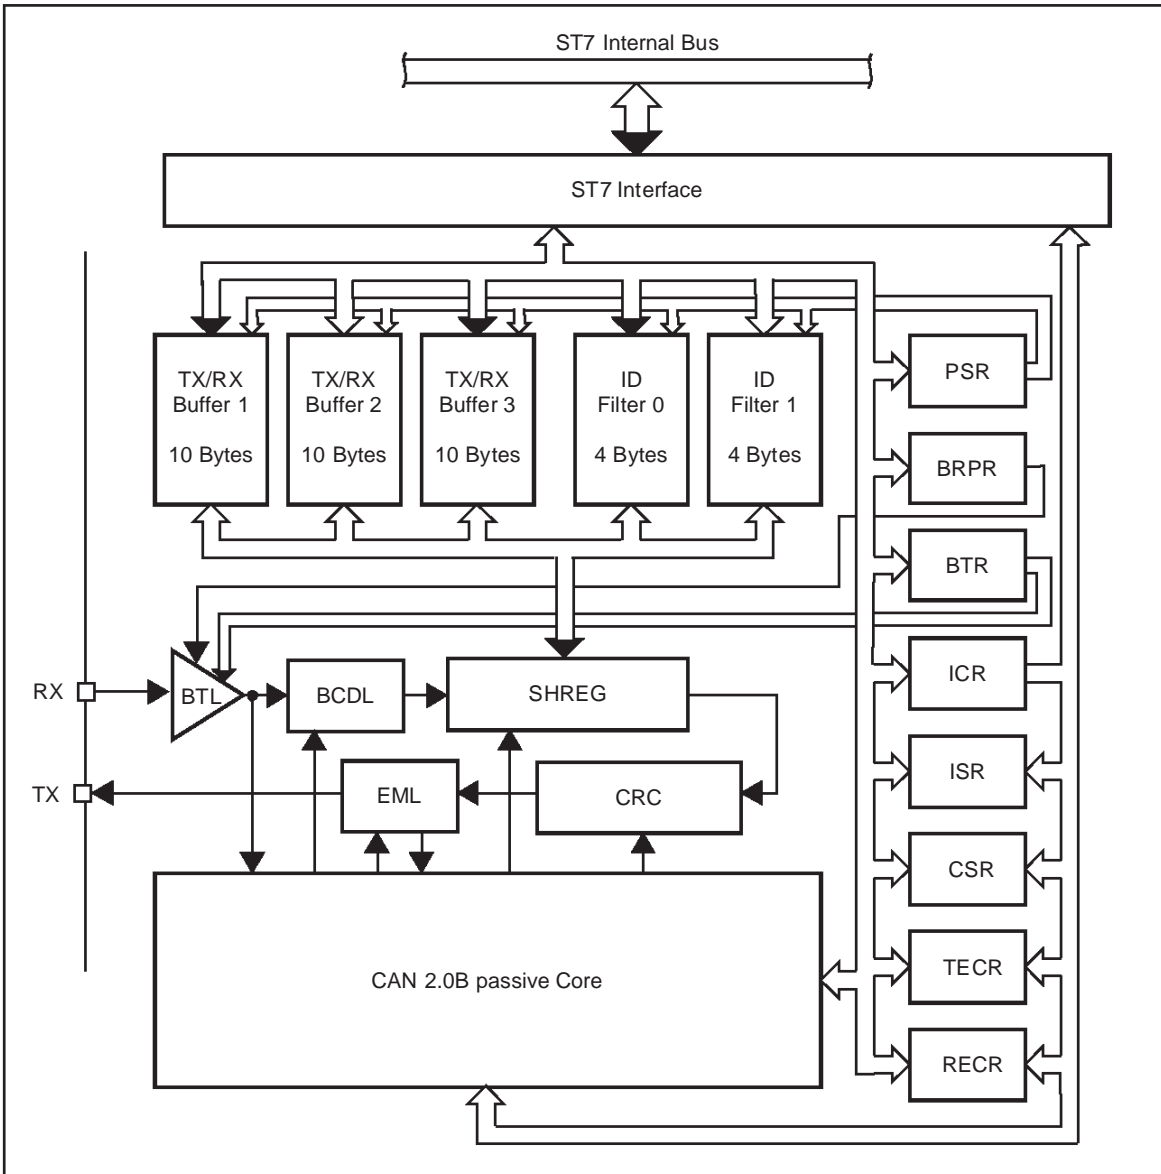 ST7 Internal Bus
ST7 Interface
TX/RX
Buffer 1
10 Bytes
TX/RX
Buffer 2
10 Bytes
TX/RX
Buffer 3
10 Bytes
ID
Filter 0
4 Bytes
ID
Filter 1
4 Bytes
PSR
BRPR
BTR
ICR
ISR
CSR
TECR
RECR
RX
BTL
BCDL
SHREG
TX
EML
CRC
CAN 2.0B passive Core